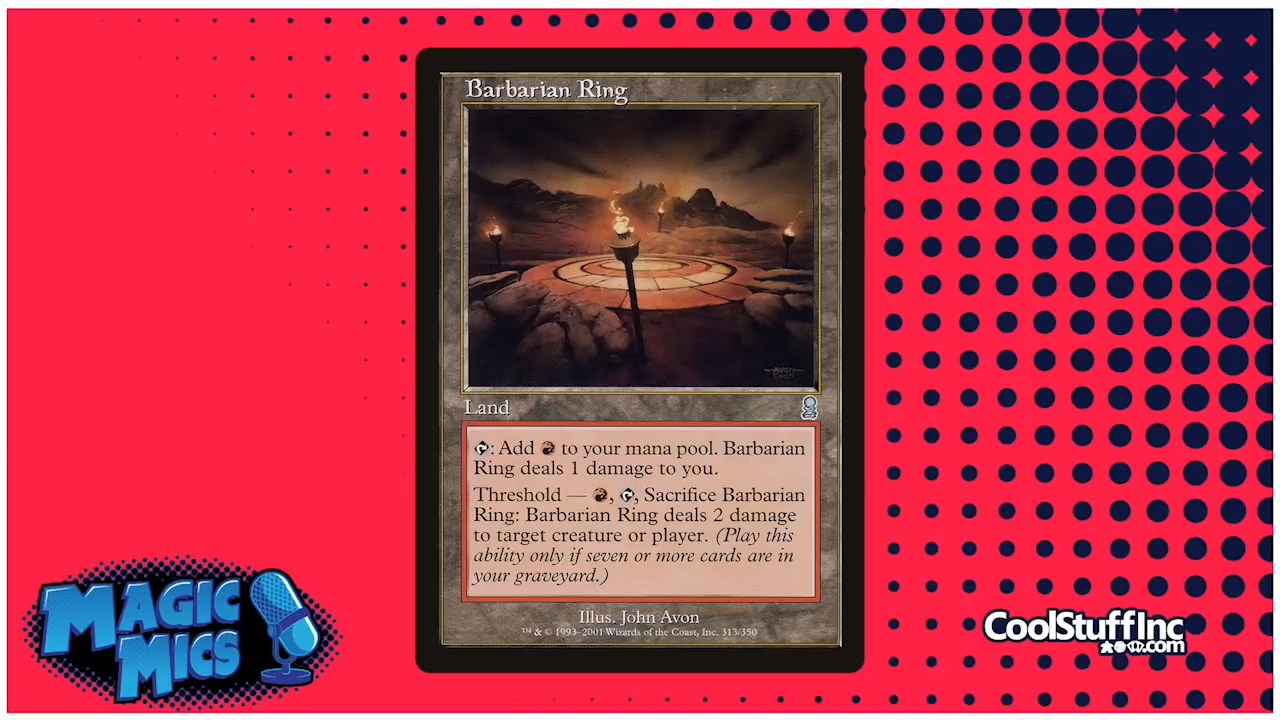 Barbarian Ring
Land
: Add to your mana pool. Barbarian
Ring deals 1 damage to you.
Threshold — , , Sacrifice Barbarian
Ring: Barbarian Ring deals 2 damage
to target creature or player. (Play this
ability only if seven or more cards are in
your graveyard.)
Illus. John Avon
™ & © 1993–2001 Wizards of the Coast, Inc. 313/350
MAGIC
MICS
CoolStuffInc
.com